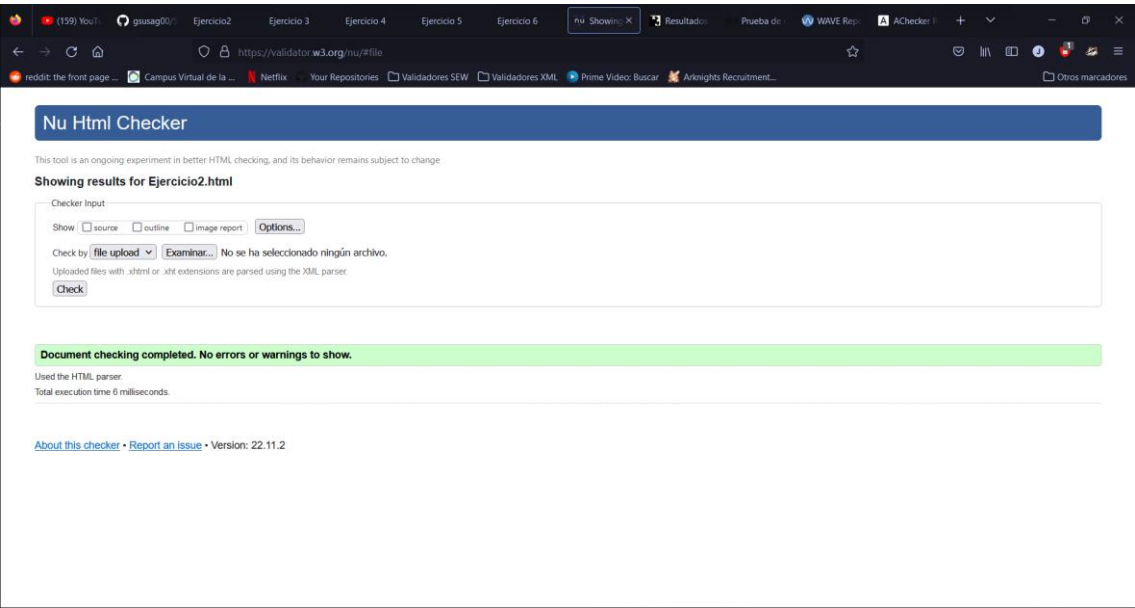 (159) YouT
gsusag00/
Ejercicio2
Ejercicio 3
Ejercicio 4
Ejercicio 5
Ejercicio 6
nu Showing
Resultados
Prueba de
WAVE Rep
AChecker
https://validator.w3.org/nu/#file
reddit: the front page ... Campus Virtual de la ... Netflix Your Repositories Validadores SEW Validadores XML Prime Video: Buscar Arknights Recruitment... Otros marcadores
Nu Html Checker
This tool is an ongoing experiment in better HTML checking, and its behavior remains subject to change
Showing results for Ejercicio2.html
Checker Input
Show source outline image report Options...
Check by file upload Examinar... No se ha seleccionado ningún archivo.
Uploaded files with .xhtml or .xht extensions are parsed using the XML parser.
Check
Document checking completed. No errors or warnings to show.
Used the HTML parser.
Total execution time 6 milliseconds.
About this checker • Report an issue • Version: 22.11.2